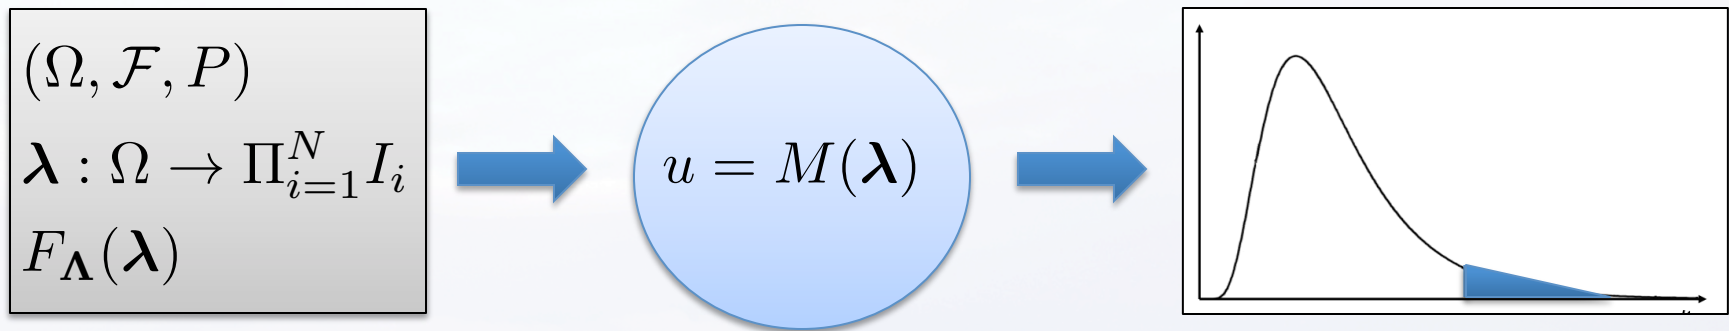 (Ω, ℱ, P)
𝝀 : Ω → Π_{i=1}^{N} I_i
F_𝚲(𝝀)
u = M(𝝀)